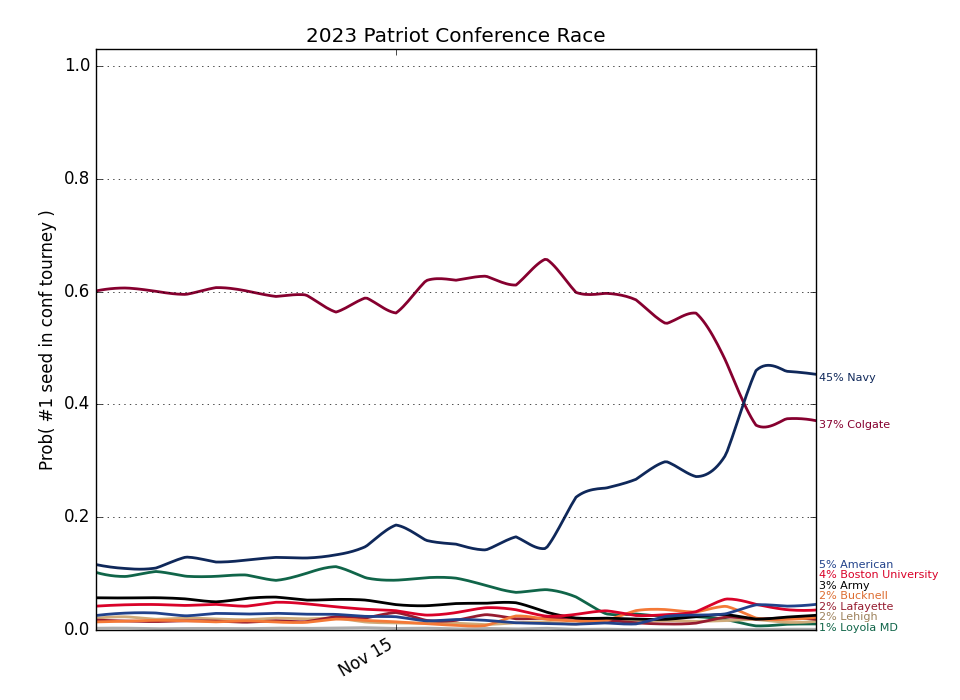 2023 Patriot Conference Race
Prob( #1 seed in conf tourney )
1.0
0.8
0.6
0.4
0.2
0.0
Nov 15
45% Navy
37% Colgate
5% American
4% Boston University
3% Army
2% Bucknell
2% Lafayette
2% Lehigh
1% Loyola MD